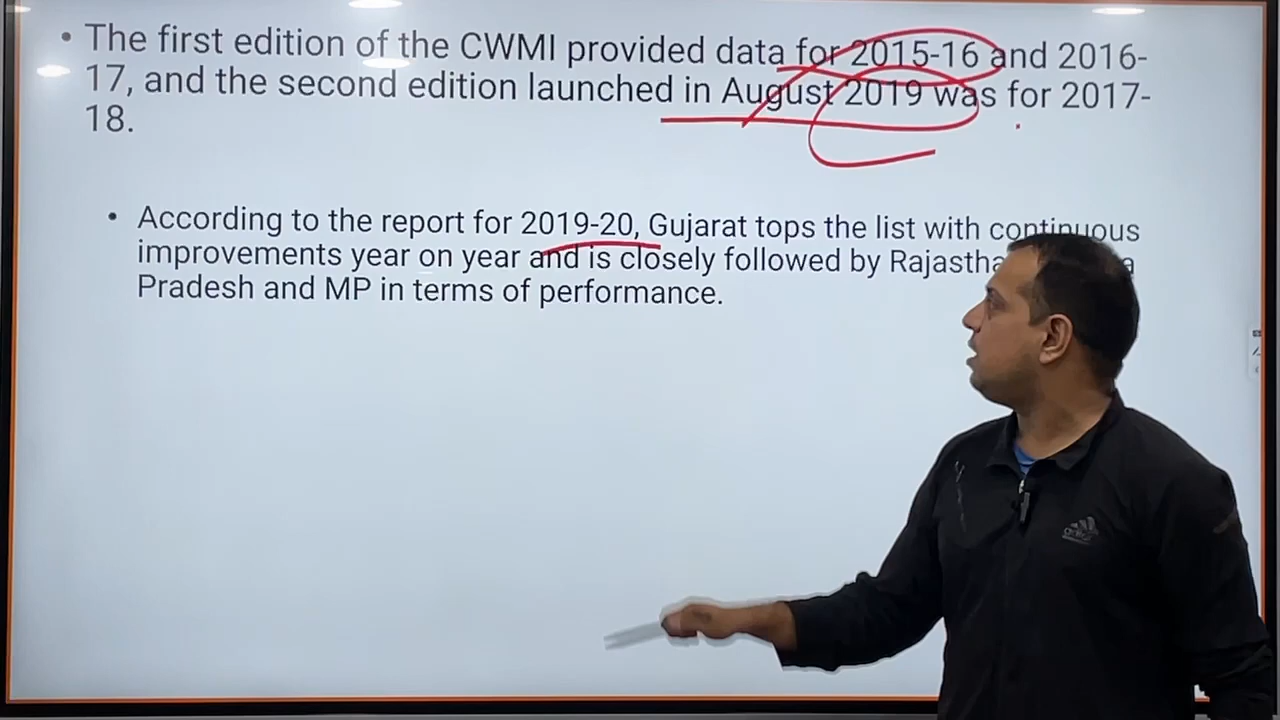 • The first edition of the CWMI provided data for 2015-16 and 2016-
17, and the second edition launched in August 2019 was for 2017-
18.
• According to the report for 2019-20, Gujarat tops the list with continuous
improvements year on year and is closely followed by
Pradesh and MP in terms of performance.
adidas